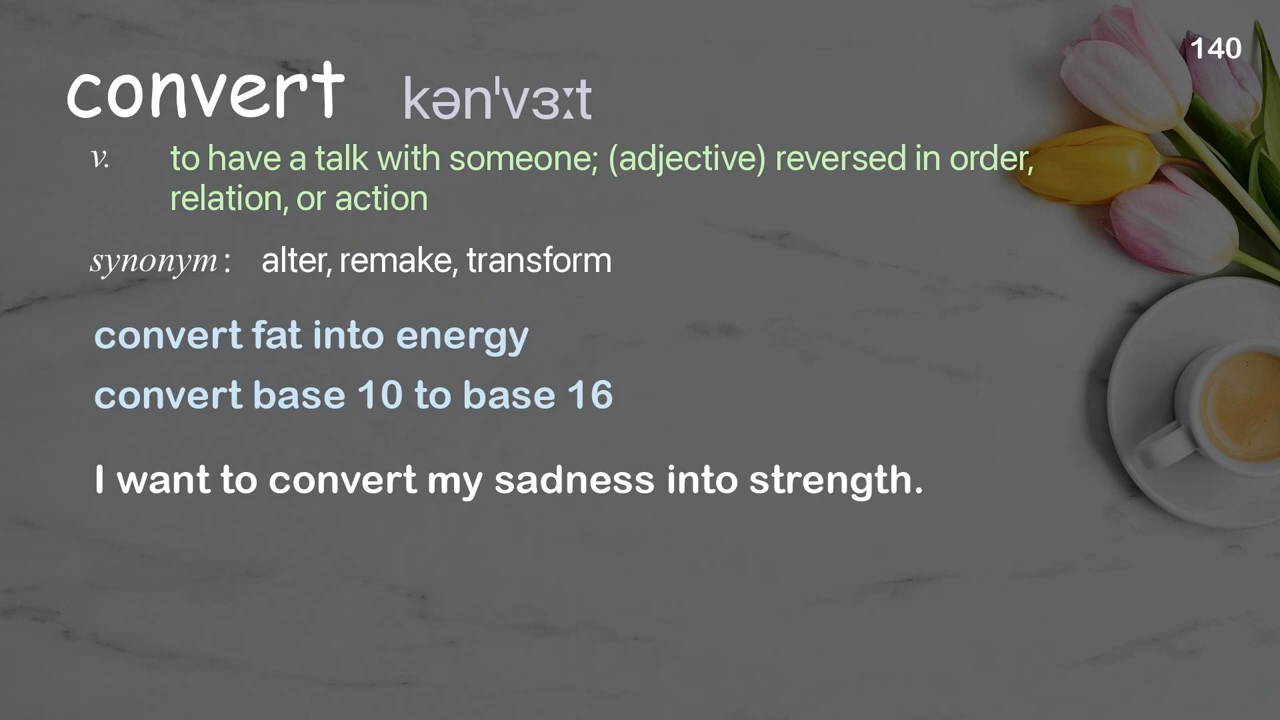 140
convert kənˈvɜːt
v. to have a talk with someone; (adjective) reversed in order,
relation, or action
synonym: alter, remake, transform
convert fat into energy
convert base 10 to base 16
I want to convert my sadness into strength.